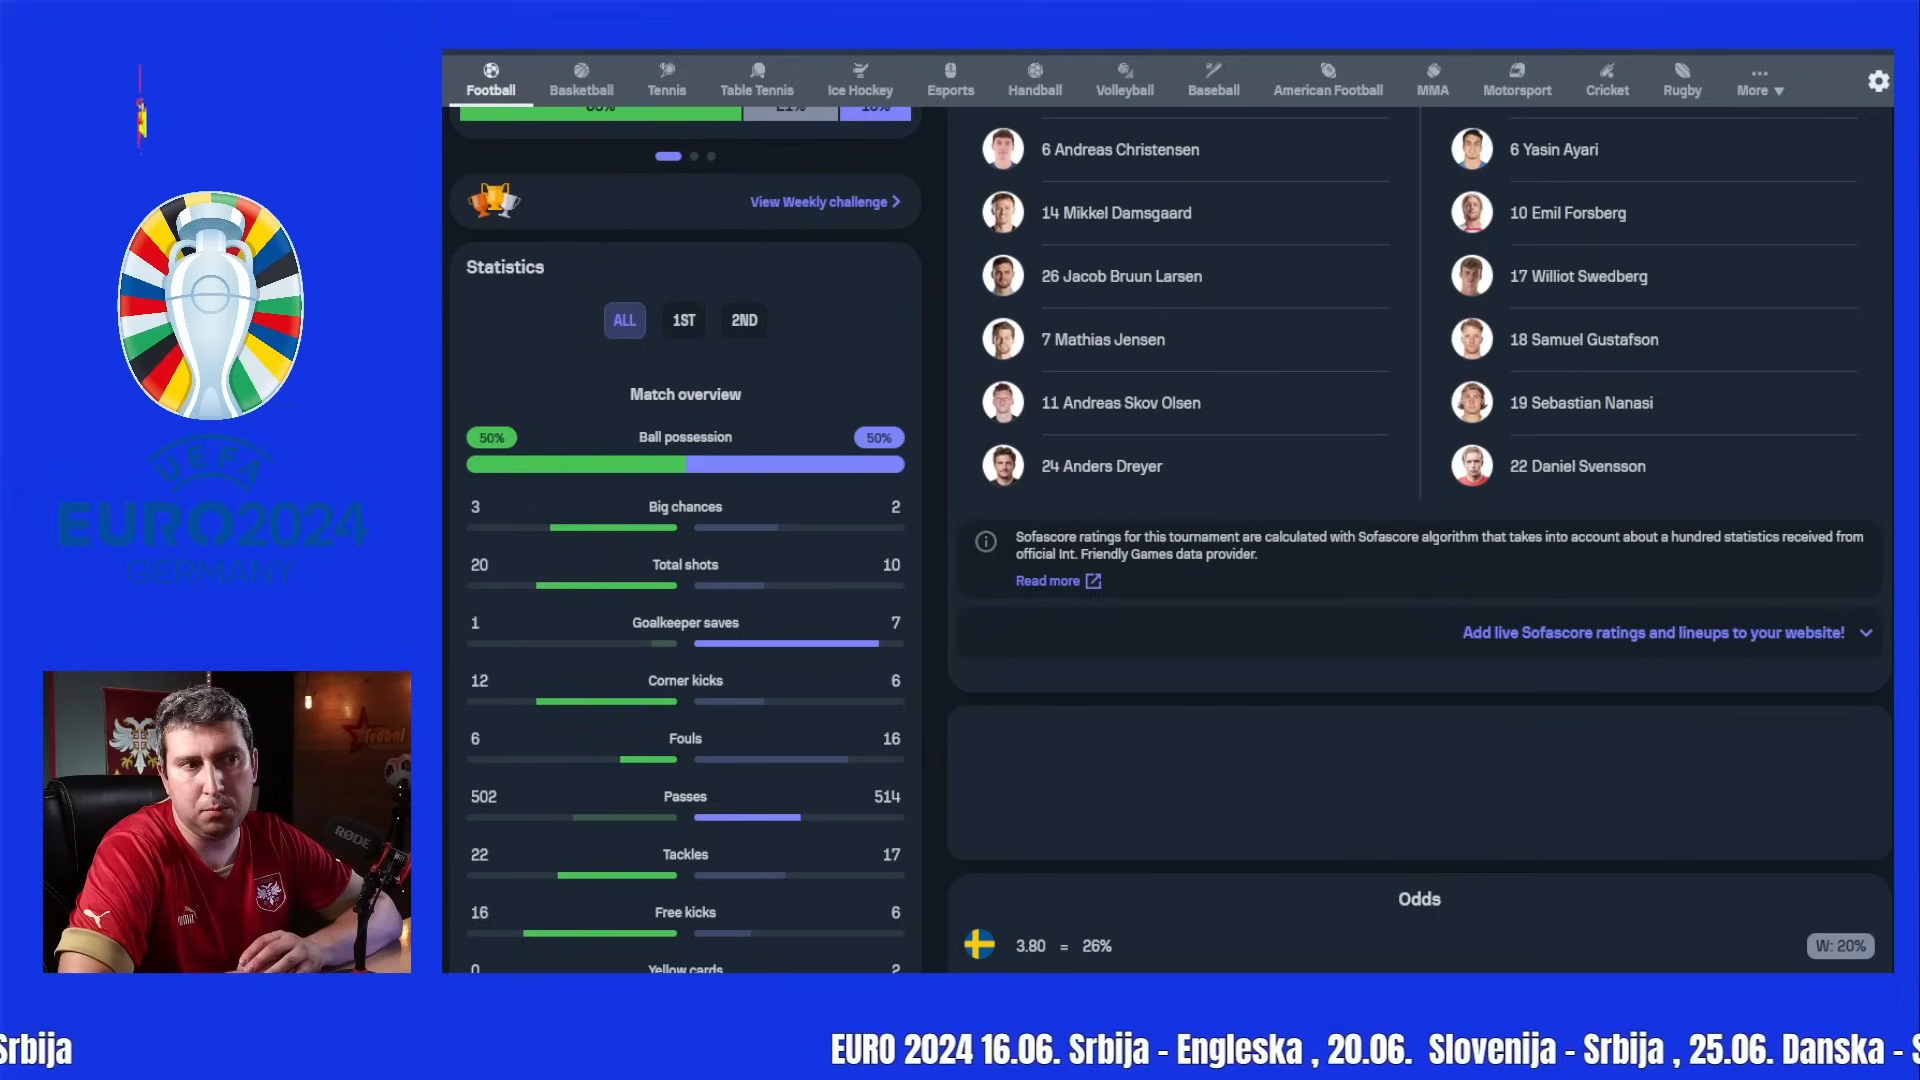 Football
Basketball
Tennis
Table Tennis
Ice Hockey
Esports
Handball
Volleyball
Baseball
American Football
MMA
Motorsport
Cricket
Rugby
More
View Weekly challenge
Statistics
ALL 1ST 2ND
Match overview
50% Ball possession 50%
3 Big chances 2
20 Total shots 10
1 Goalkeeper saves 7
12 Corner kicks 6
6 Fouls 16
502 Passes 514
22 Tackles 17
16 Free kicks 6
0 Yellow cards 2
6 Andreas Christensen
14 Mikkel Damsgaard
26 Jacob Bruun Larsen
7 Mathias Jensen
11 Andreas Skov Olsen
24 Anders Dreyer
6 Yasin Ayari
10 Emil Forsberg
17 Williot Swedberg
18 Samuel Gustafson
19 Sebastian Nanasi
22 Daniel Svensson
Sofascore ratings for this tournament are calculated with Sofascore algorithm that takes into account about a hundred statistics received from
official Int. Friendly Games data provider.
Read more
Add live Sofascore ratings and lineups to your website!
Odds
3.80 = 26%
W: 20%
UEFA
EURO2024
GERMANY
RØDE
Srbija
EURO 2024 16.06. Srbija - Engleska , 20.06. Slovenija - Srbija , 25.06. Danska -